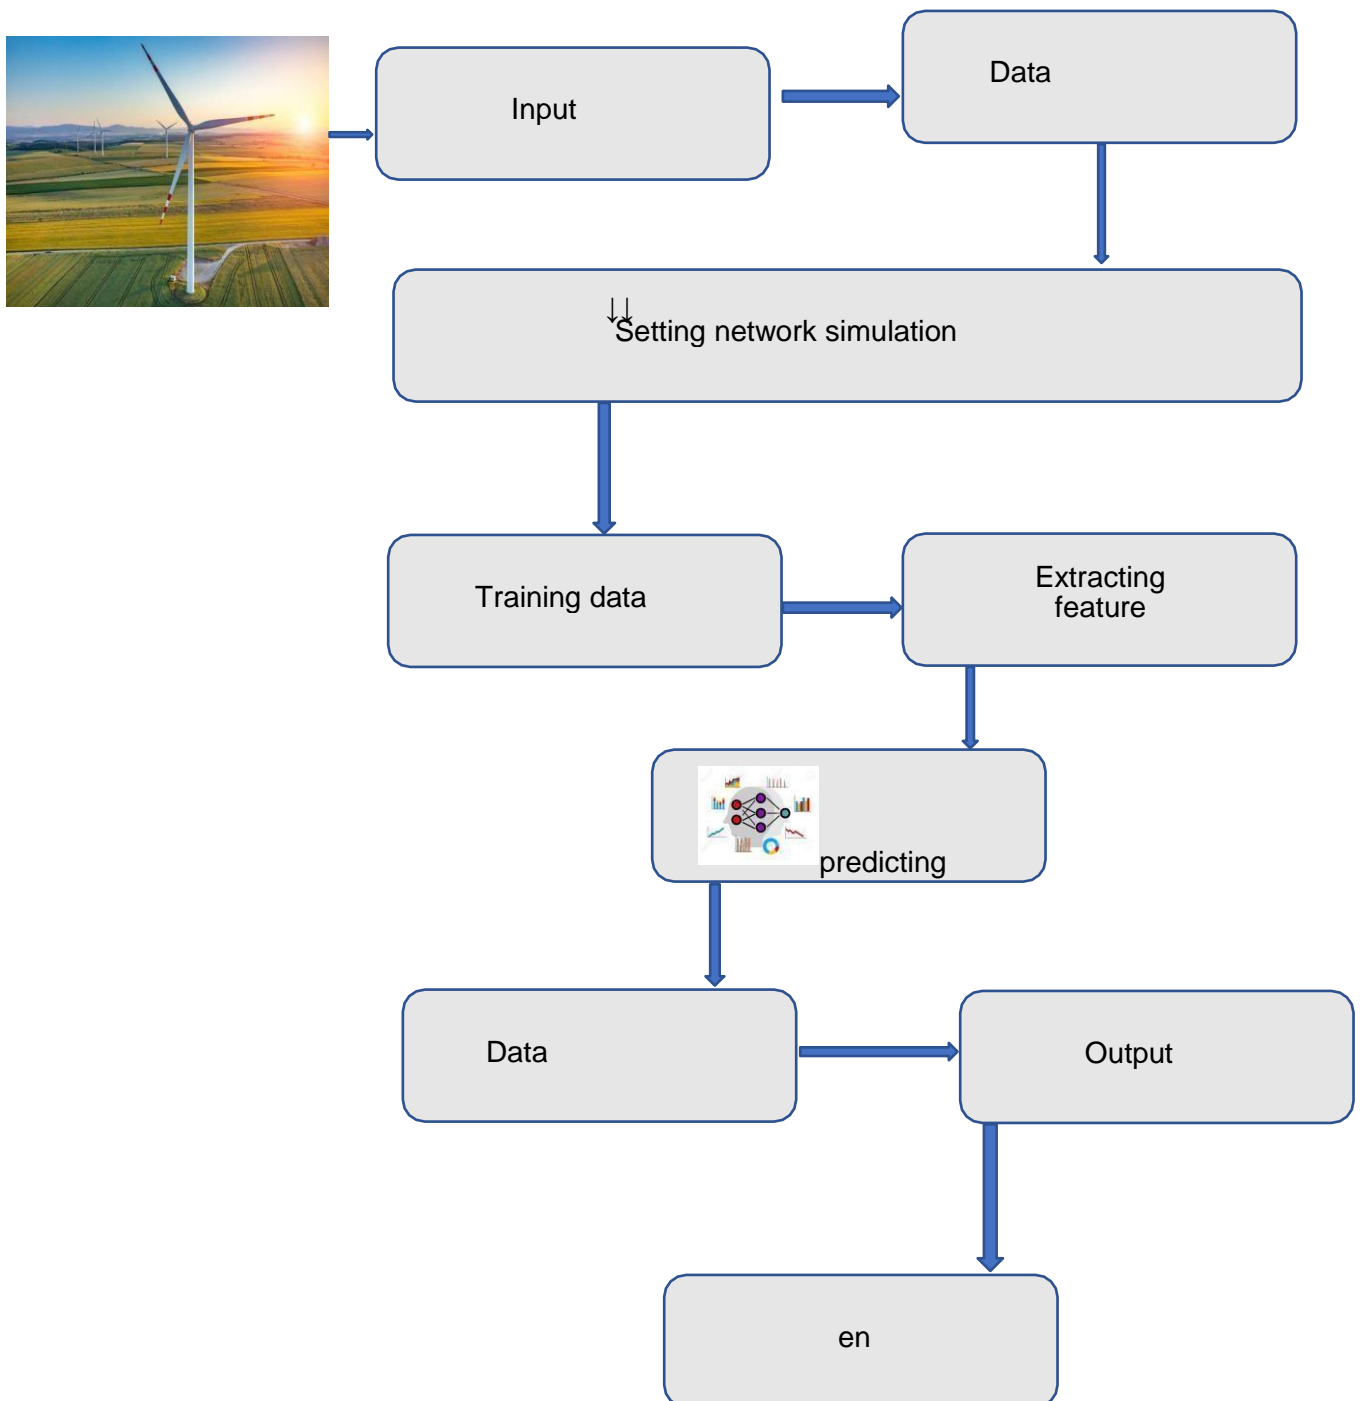 Input
Data
↓↓
Setting network simulation
Training data
Extracting
feature
predicting
Data
Output
en